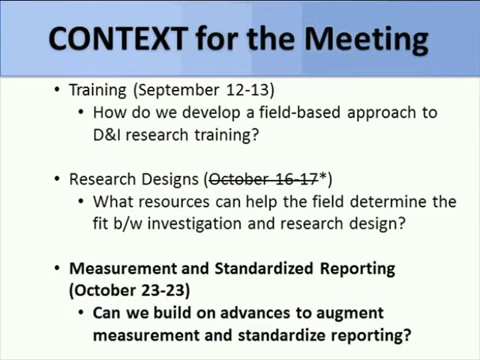 CONTEXT for the Meeting
• Training (September 12-13)
• How do we develop a field-based approach to
D&I research training?
• Research Designs (October 16-17*)
• What resources can help the field determine the
fit b/w investigation and research design?
• Measurement and Standardized Reporting
(October 23-23)
• Can we build on advances to augment
measurement and standardize reporting?